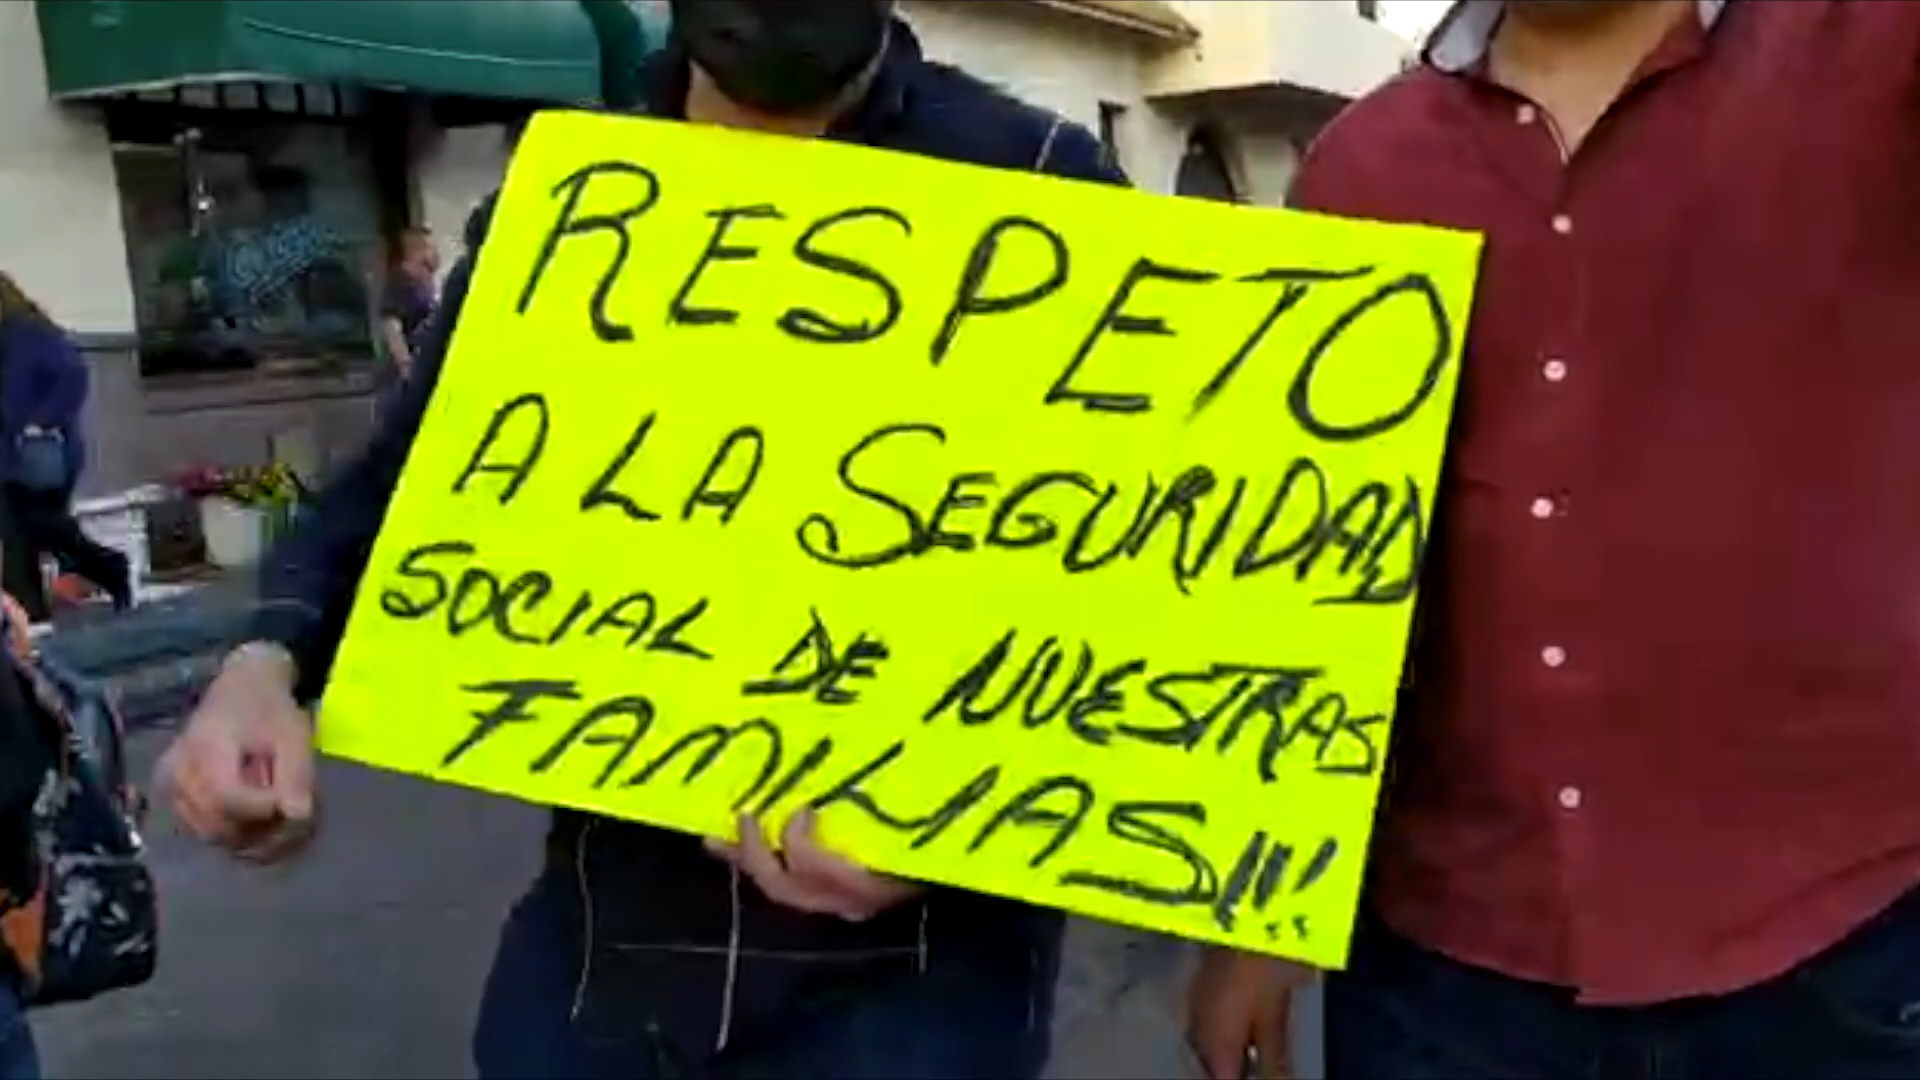 RESPETO
A LA SEGURIDAD
SOCIAL DE NUESTRAS
FAMILIAS!!!